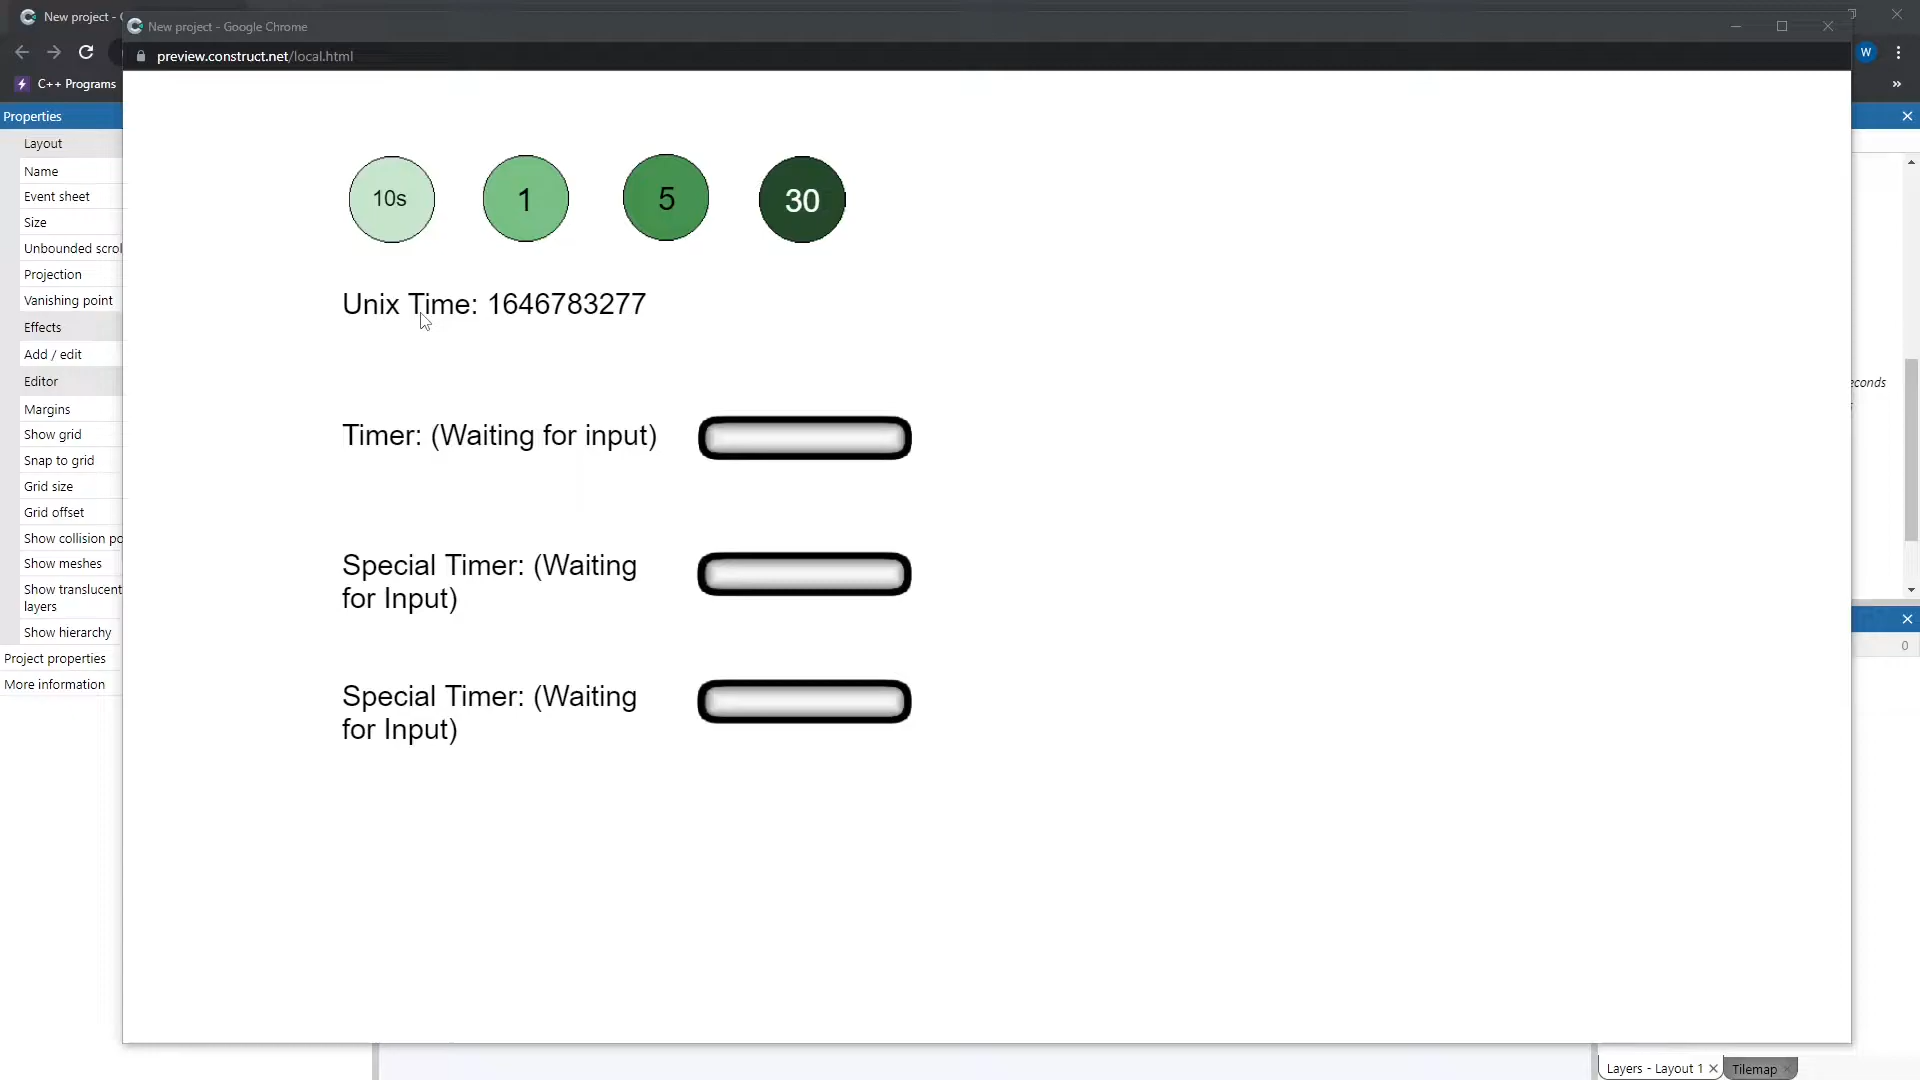 New project -
New project - Google Chrome
W
preview.construct.net/local.html
C++ Programs
»
Properties
Layout
Name
Event sheet
Size
Unbounded scrol
Projection
Vanishing point
Effects
Add / edit
Editor
Margins
Show grid
Snap to grid
Grid size
Grid offset
Show collision po
Show meshes
Show translucent
layers
Show hierarchy
Project properties
More information
10s
1
5
30
Unix Time: 1646783277
Timer: (Waiting for input)
Special Timer: (Waiting
for Input)
Special Timer: (Waiting
for Input)
econds
0
Layers - Layout 1
Tilemap